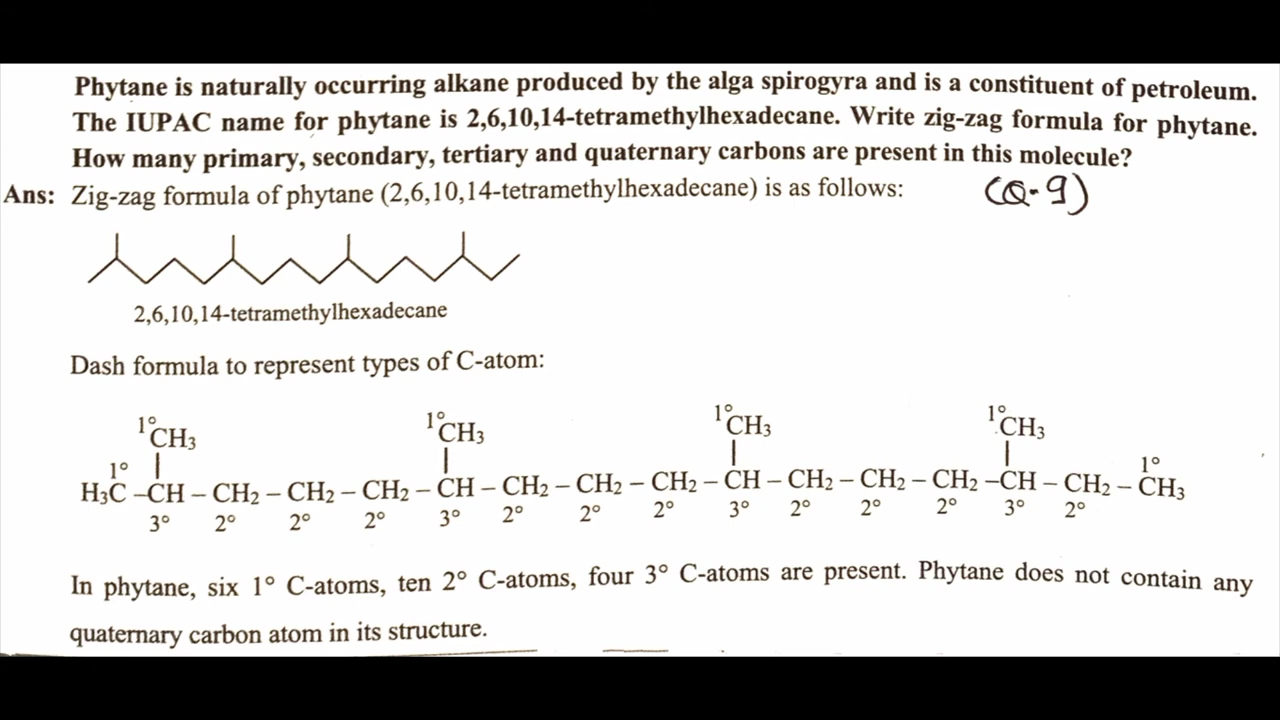 Phytane is naturally occurring alkane produced by the alga spirogyra and is a constituent of petroleum.
The IUPAC name for phytane is 2,6,10,14-tetramethylhexadecane. Write zig-zag formula for phytane.
How many primary, secondary, tertiary and quaternary carbons are present in this molecule?
Ans: Zig-zag formula of phytane (2,6,10,14-tetramethylhexadecane) is as follows: (Q-9)
2,6,10,14-tetramethylhexadecane
Dash formula to represent types of C-atom:
1° 1° 1° 1°
CH₃ CH₃ CH₃ CH₃
1° | | | | 1°
H₃C –CH – CH₂ – CH₂ – CH₂ – CH – CH₂ – CH₂ – CH₂ – CH – CH₂ – CH₂ – CH₂ –CH – CH₂ – CH₃
3° 2° 2° 2° 3° 2° 2° 2° 3° 2° 2° 2° 3° 2°
In phytane, six 1° C-atoms, ten 2° C-atoms, four 3° C-atoms are present. Phytane does not contain any
quaternary carbon atom in its structure.